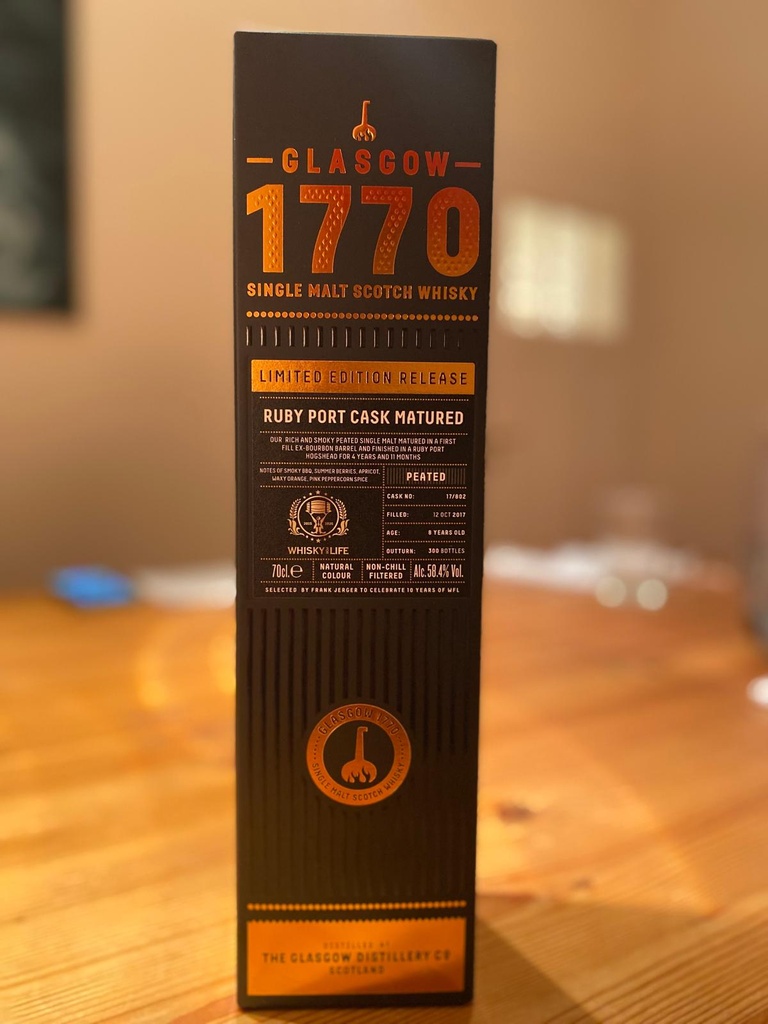 GLASGOW
1770
SINGLE MALT SCOTCH WHISKY
LIMITED EDITION RELEASE
RUBY PORT CASK MATURED
OUR RICH AND SMOKY PEATED SINGLE MALT MATURED IN A FIRST
FILL EX-BOURBON BARREL AND FINISHED IN A RUBY PORT
HOGSHEAD FOR 4 YEARS AND 11 MONTHS
NOTES OF SMOKY BBQ, SUMMER BERRIES, APRICOT,
WAXY ORANGE, PINK PEPPERCORN SPICE
PEATED
CASK NO: 17/802
FILLED: 12 OCT 2017
AGE: 8 YEARS OLD
OUTTURN: 300 BOTTLES
WHISKY FOR LIFE
70cl.e
NATURAL
COLOUR
NON-CHILL
FILTERED
Alc.58.4% Vol.
SELECTED BY FRANK JERGER TO CELEBRATE 10 YEARS OF WFL
GLASGOW 1770
SINGLE MALT SCOTCH WHISKY
DISTILLED AT
THE GLASGOW DISTILLERY CO
SCOTLAND